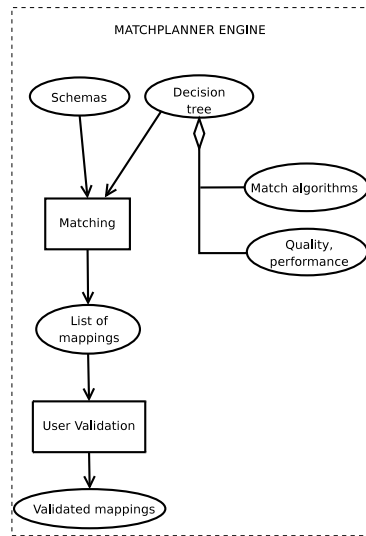 MATCHPLANNER ENGINE
Schemas
Decision
tree
Match algorithms
Matching
Quality,
performance
List of
mappings
User Validation
Validated mappings